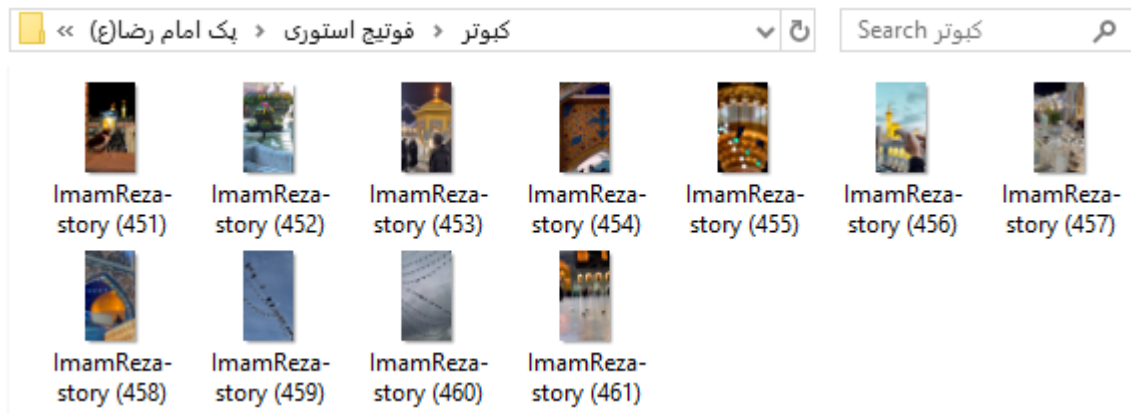 « پک امام رضا(ع) › فوتیج استوری › کبوتر
Search کبوتر
ImamReza-story (451)
ImamReza-story (452)
ImamReza-story (453)
ImamReza-story (454)
ImamReza-story (455)
ImamReza-story (456)
ImamReza-story (457)
ImamReza-story (458)
ImamReza-story (459)
ImamReza-story (460)
ImamReza-story (461)